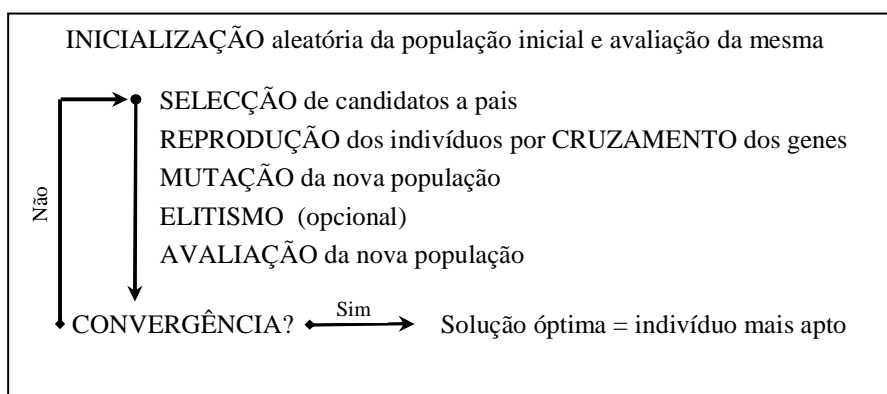 INICIALIZAÇÃO aleatória da população inicial e avaliação da mesma
SELECÇÃO de candidatos a pais
REPRODUÇÃO dos indivíduos por CRUZAMENTO dos genes
MUTAÇÃO da nova população
ELITISMO (opcional)
AVALIAÇÃO da nova população
Não
CONVERGÊNCIA?
Sim
Solução óptima = indivíduo mais apto